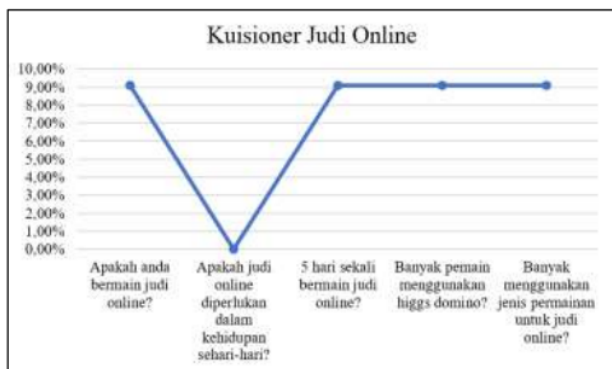 Kuisioner Judi Online
10,00%
9,00%
8,00%
7,00%
6,00%
5,00%
4,00%
3,00%
2,00%
1,00%
0,00%
Apakah anda
bermain judi
online?
Apakah judi
online
diperlukan
dalam
kehidupan
sehari-hari?
5 hari sekali
bermain judi
online?
Banyak pemain
menggunakan
higgs domino?
Banyak
menggunakan
jenis permainan
untuk judi
online?